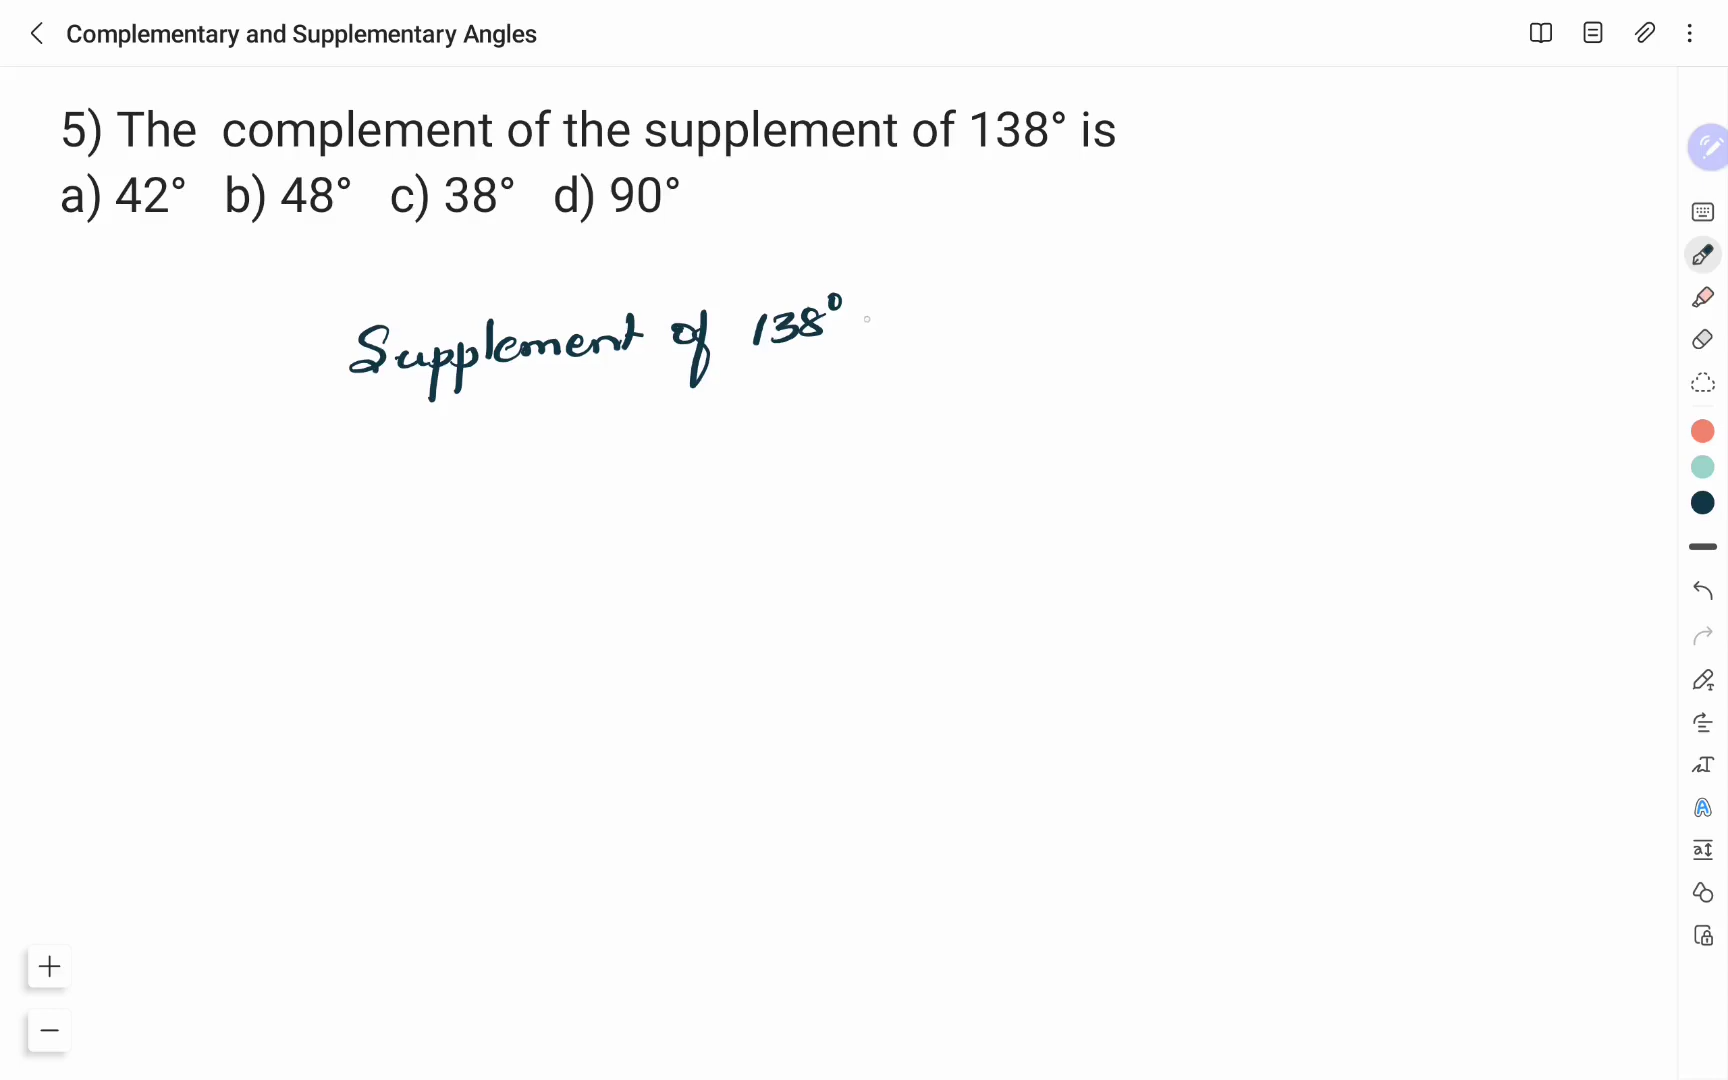 Complementary and Supplementary Angles
5) The complement of the supplement of 138° is
a) 42° b) 48° c) 38° d) 90°
Supplement of 138°